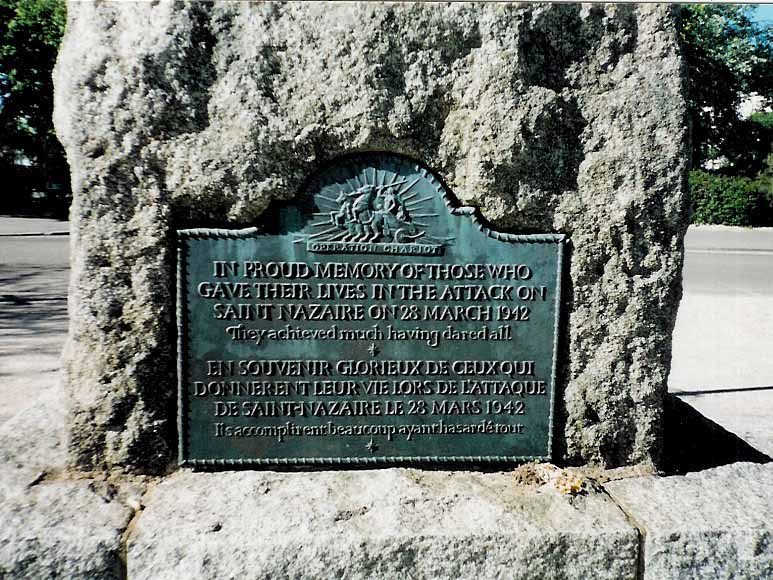 OPERATION CHARIOT
IN PROUD MEMORY OF THOSE WHO
GAVE THEIR LIVES IN THE ATTACK ON
SAINT NAZAIRE ON 28 MARCH 1942
They achieved much having dared all.
EN SOUVENIR GLORIEUX DE CEUX QUI
DONNERENT LEUR VIE LORS DE L'ATTAQUE
DE SAINT-NAZAIRE LE 28 MARS 1942
Ils accomplirent beaucoup ayant hasardé tout